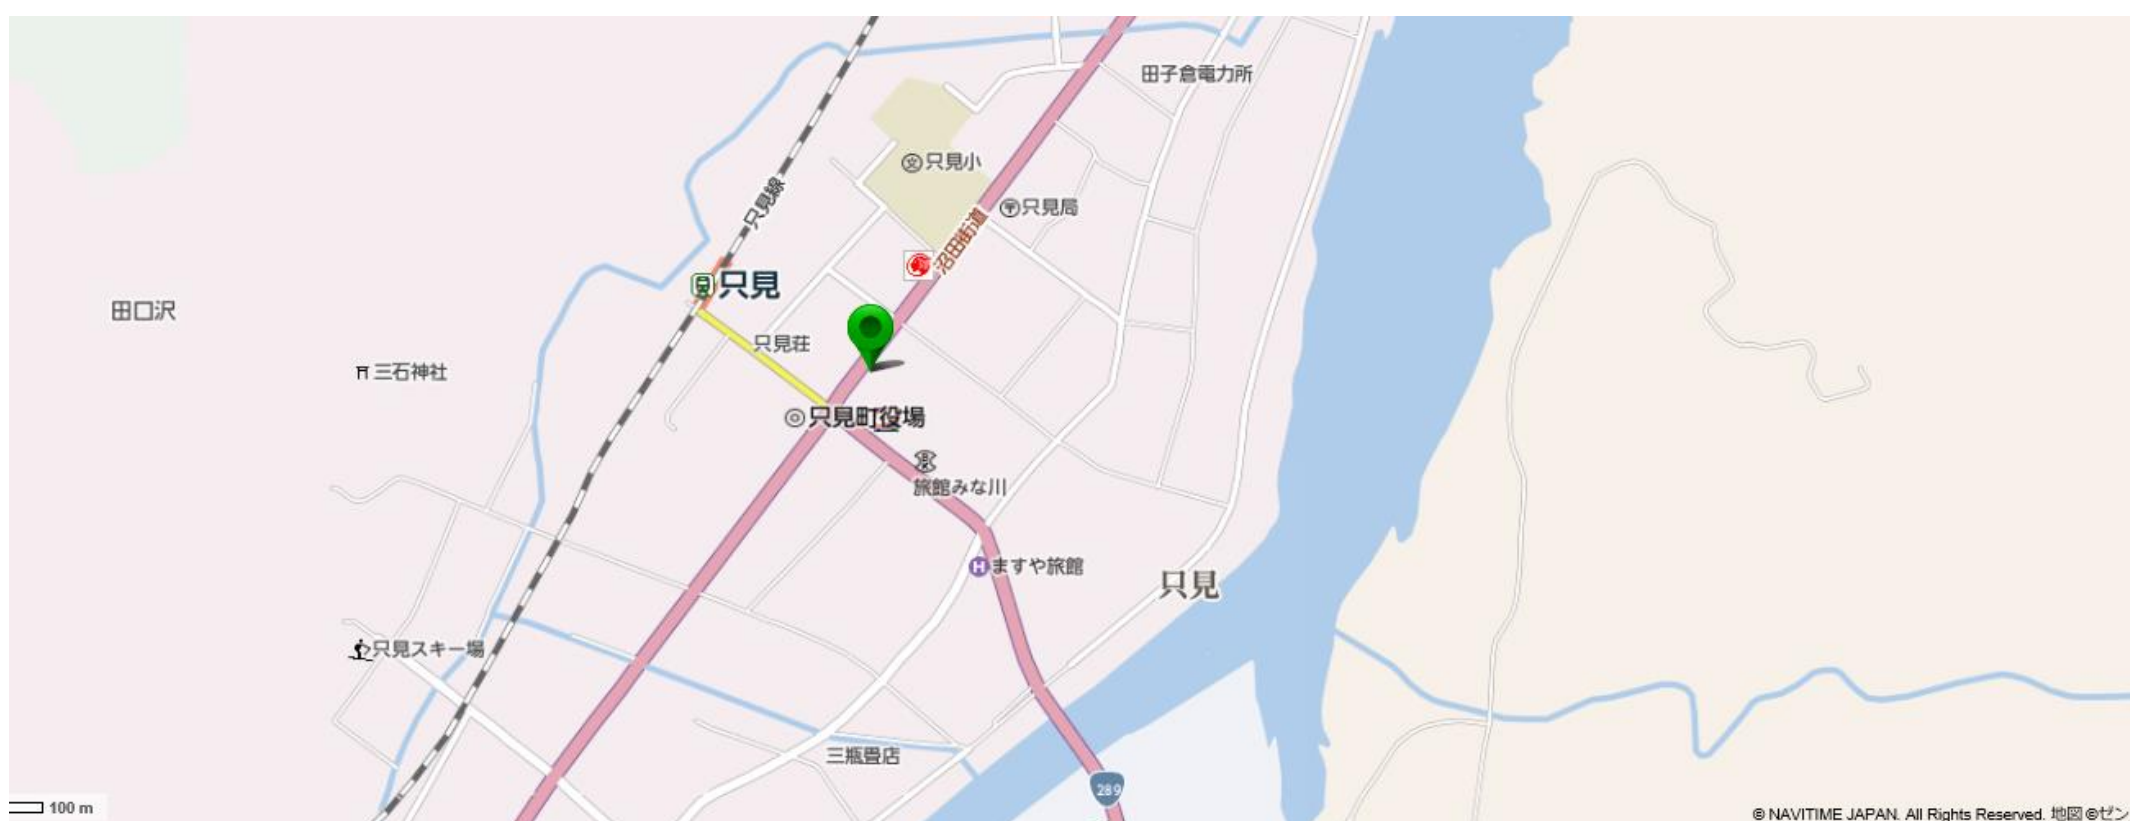 田子倉電力所
只見小
只見線
只見局
沼田街道
只見
田口沢
只見荘
三石神社
只見町役場
旅館みな川
H ますや旅館
只見
只見スキー場
三瓶畳店
289
100 m
© NAVITIME JAPAN. All Rights Reserved. 地図 ©ゼン